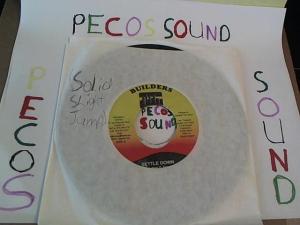 PECOS SOUND
PECOS
SOUND
Solid
Slight
Jump
BUILDERS
PECOS
SOUND
SETTLE DOWN